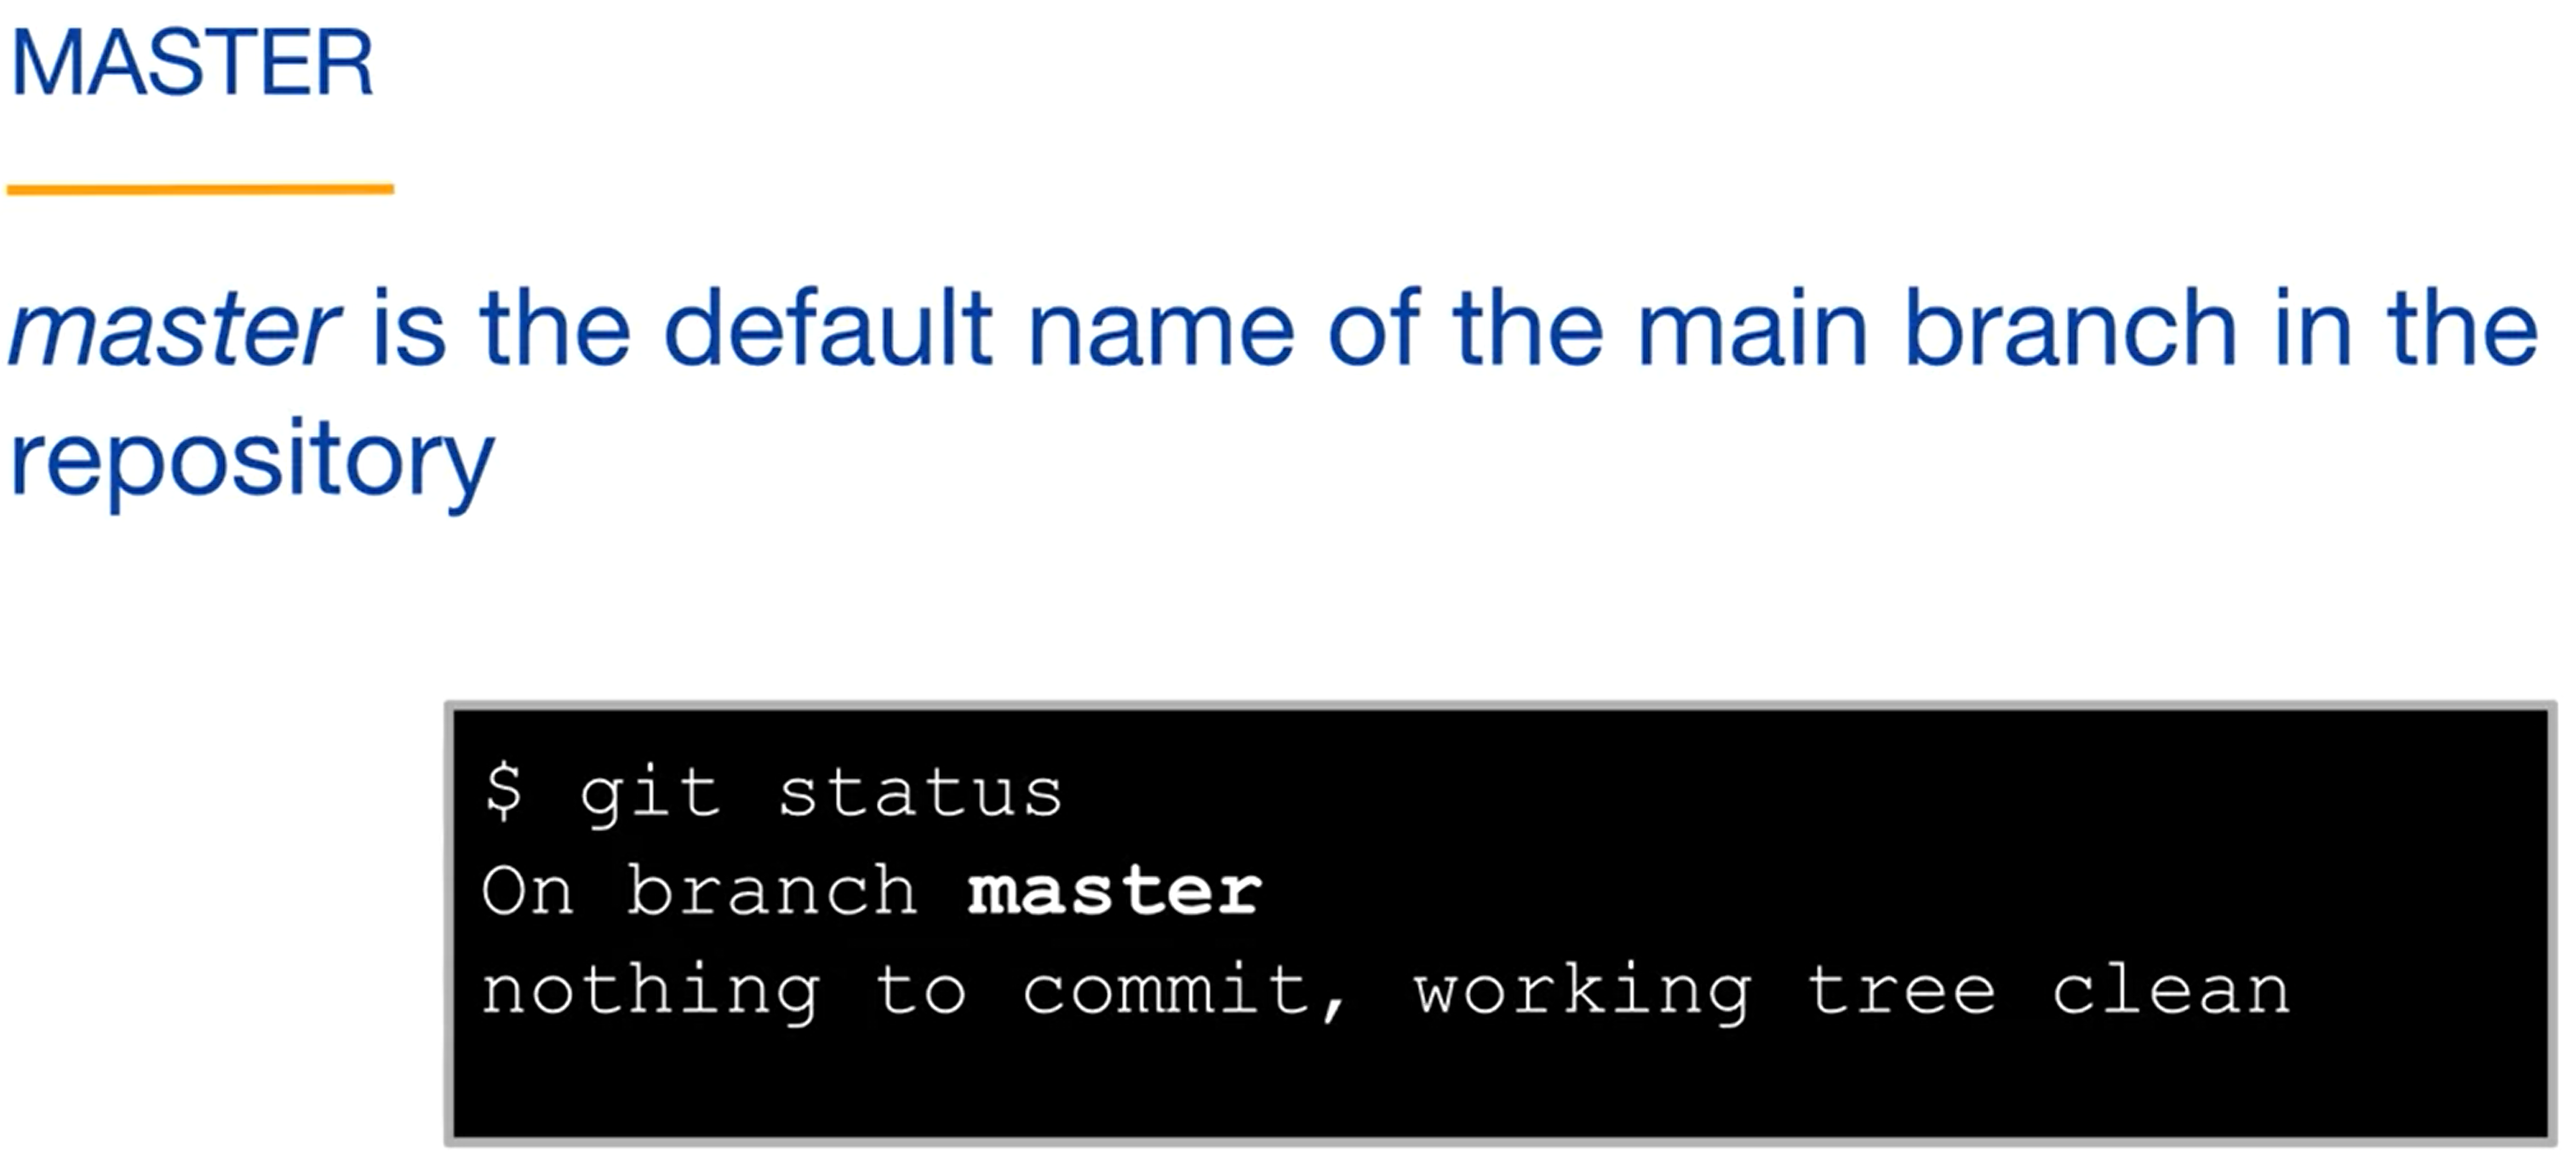 MASTER
master is the default name of the main branch in the
repository
$ git status
On branch master
nothing to commit, working tree clean